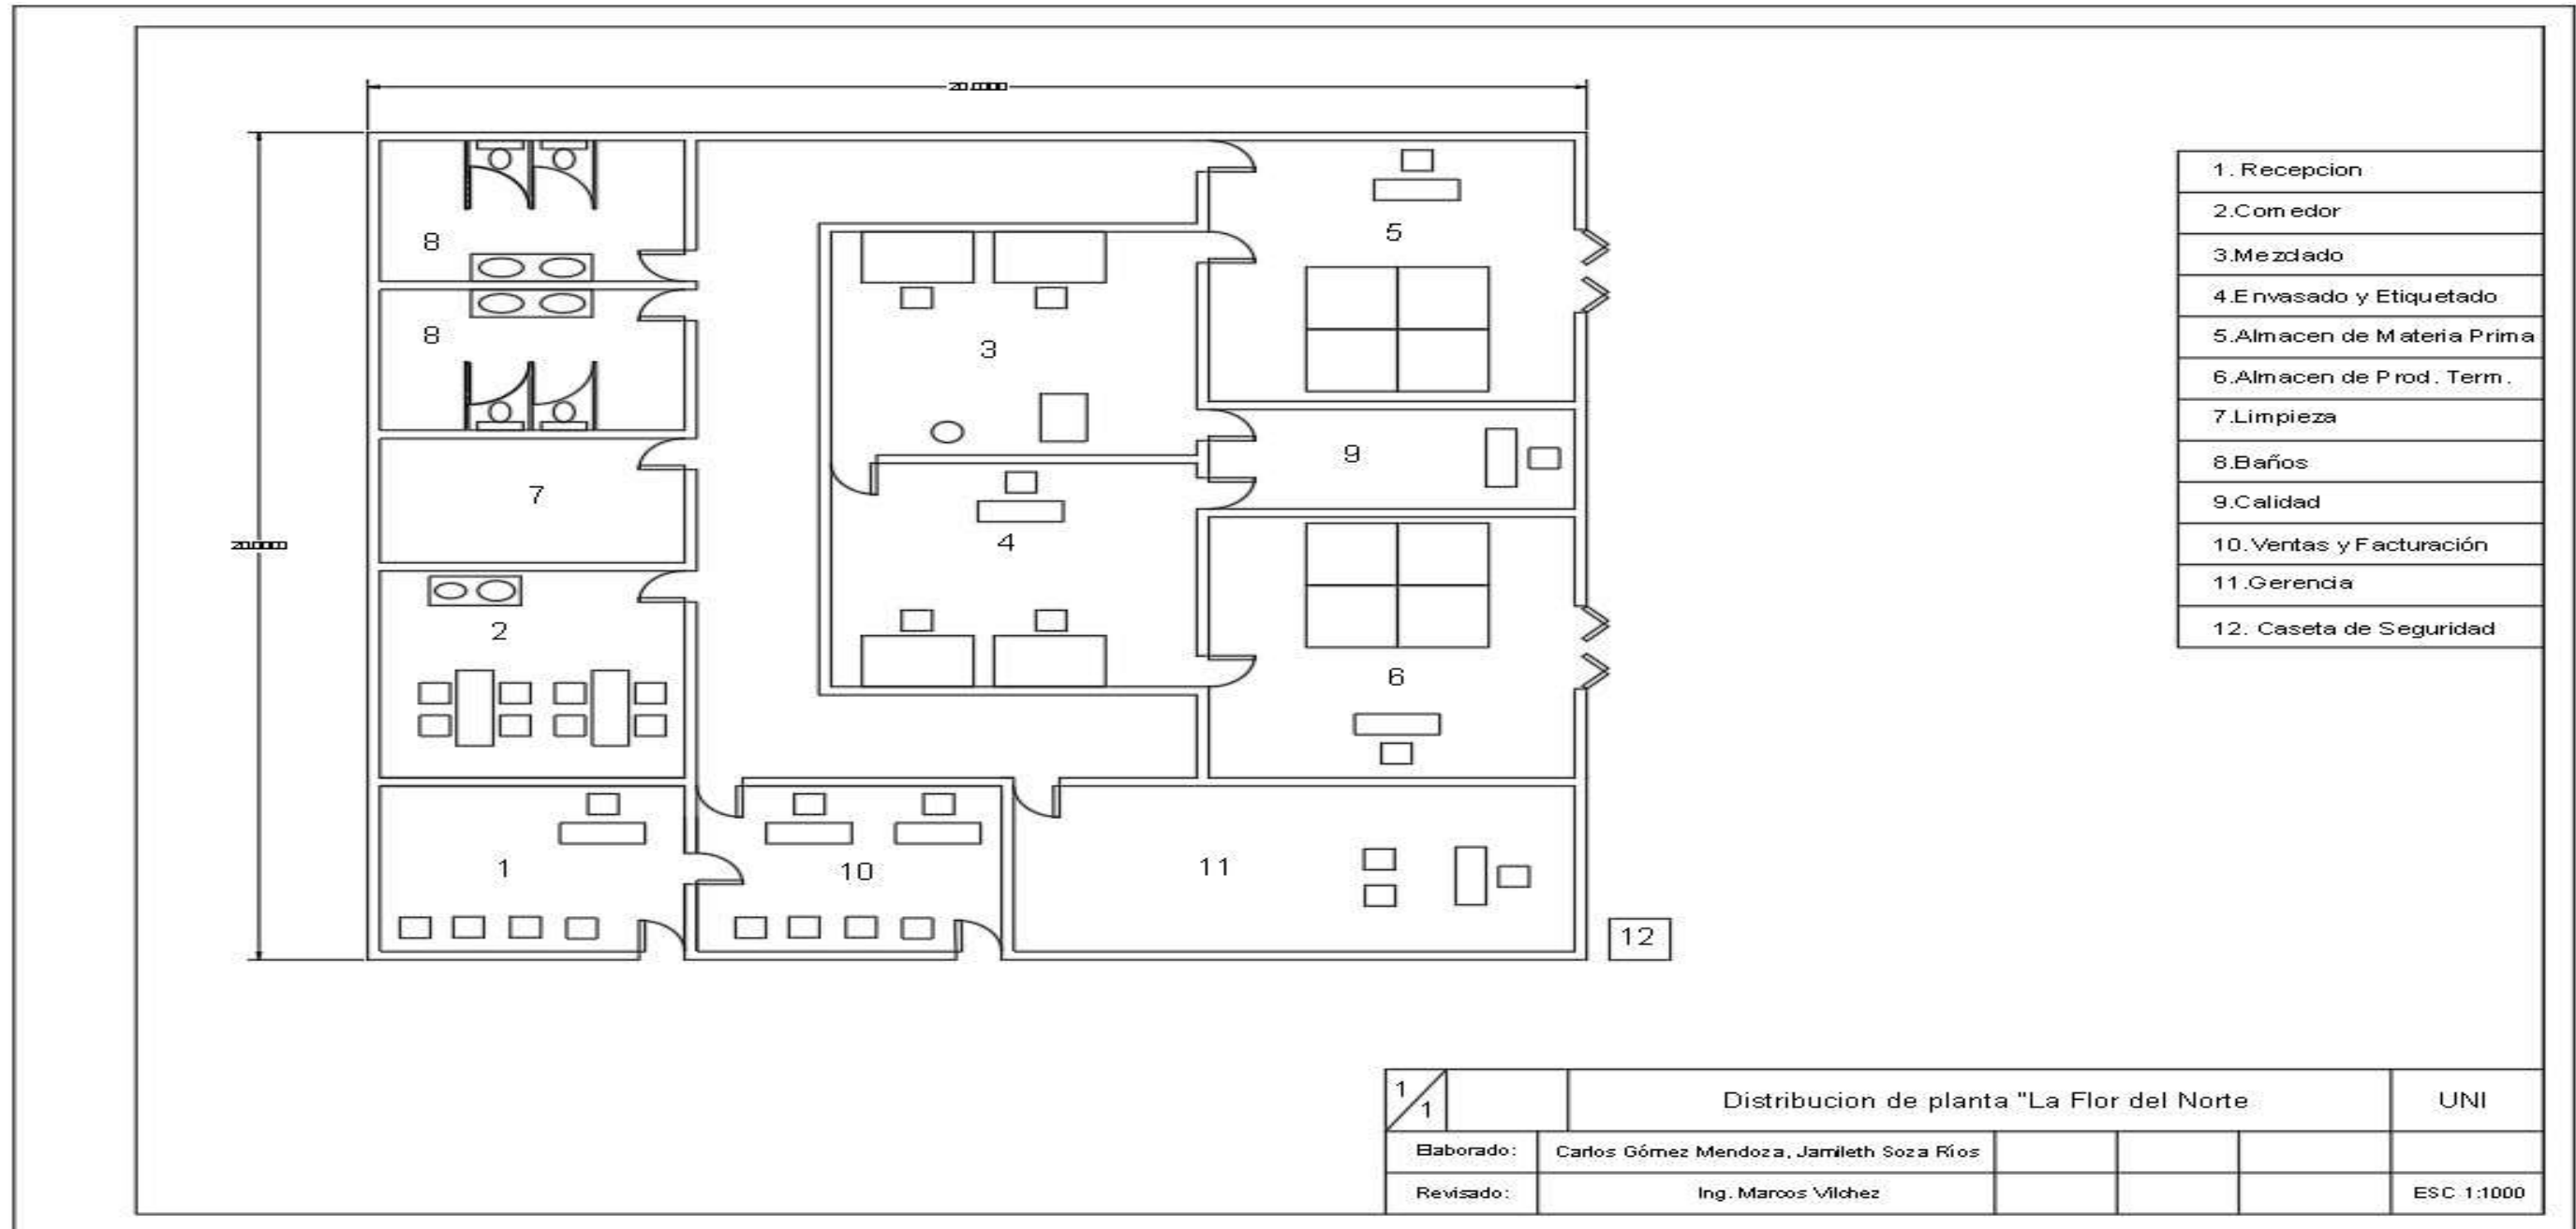 20.0000
8
5
8
3
9
7
20.0000
4
2
6
1
10
11
12
1. Recepcion
2.Comedor
3.Mezclado
4.Envasado y Etiquetado
5.Almacen de Materia Prima
6.Almacen de Prod. Term.
7.Limpieza
8.Baños
9.Calidad
10.Ventas y Facturación
11.Gerencia
12. Caseta de Seguridad
1/1
Distribucion de planta "La Flor del Norte
UNI
Elaborado:
Carlos Gómez Mendoza, Jamileth Soza Ríos
Revisado:
Ing. Marcos Vilchez
ESC 1:1000